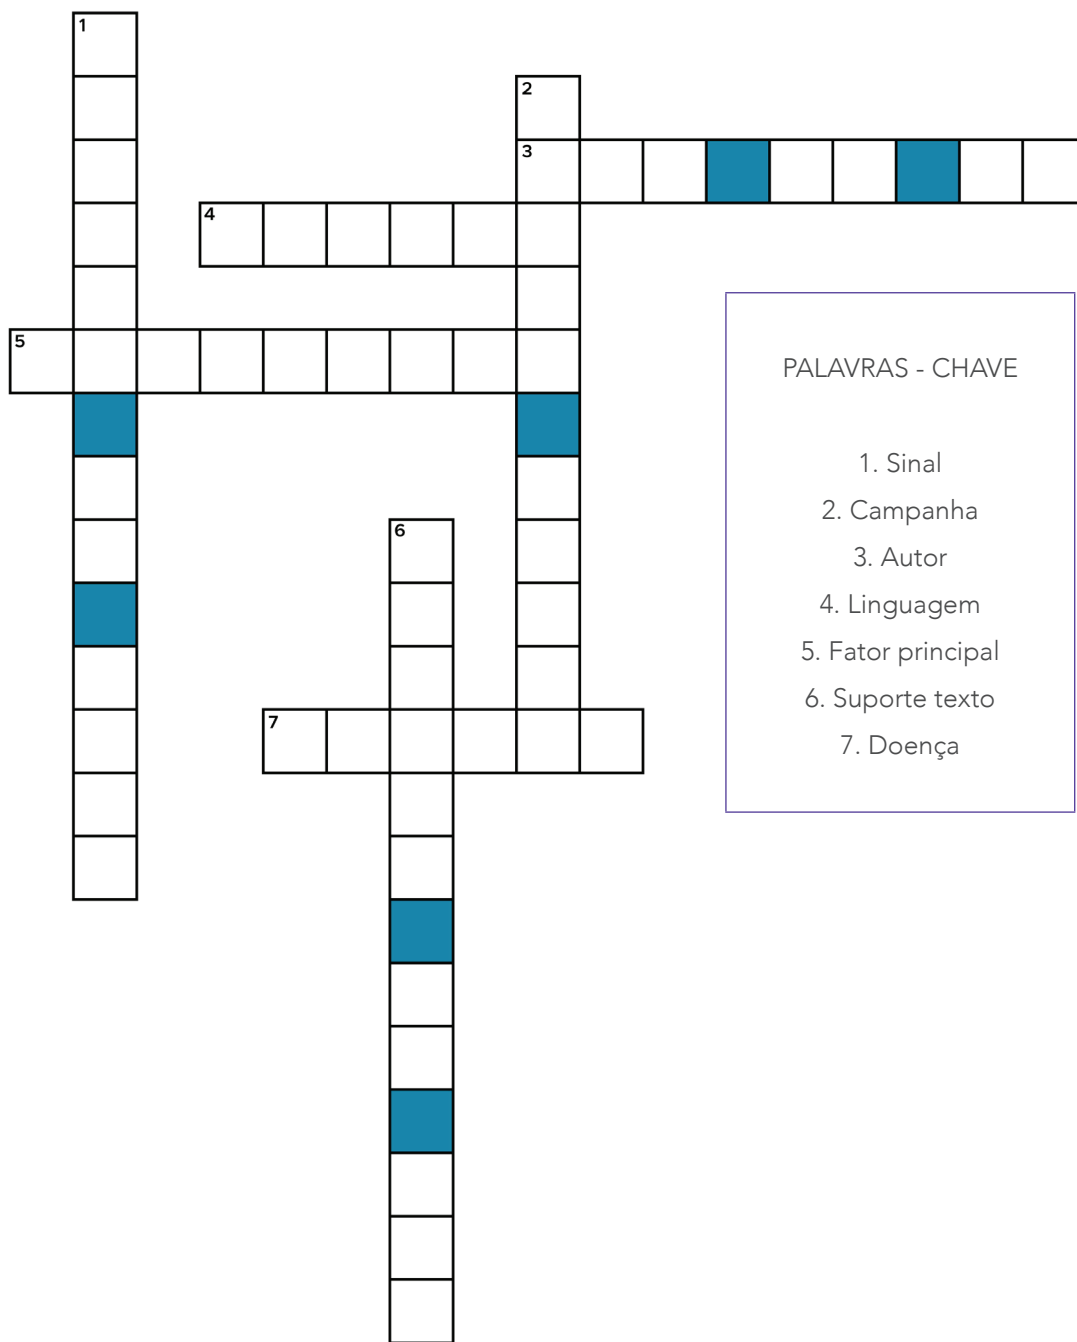 1
2
3
4
5
6
7
PALAVRAS - CHAVE
1. Sinal
2. Campanha
3. Autor
4. Linguagem
5. Fator principal
6. Suporte texto
7. Doença